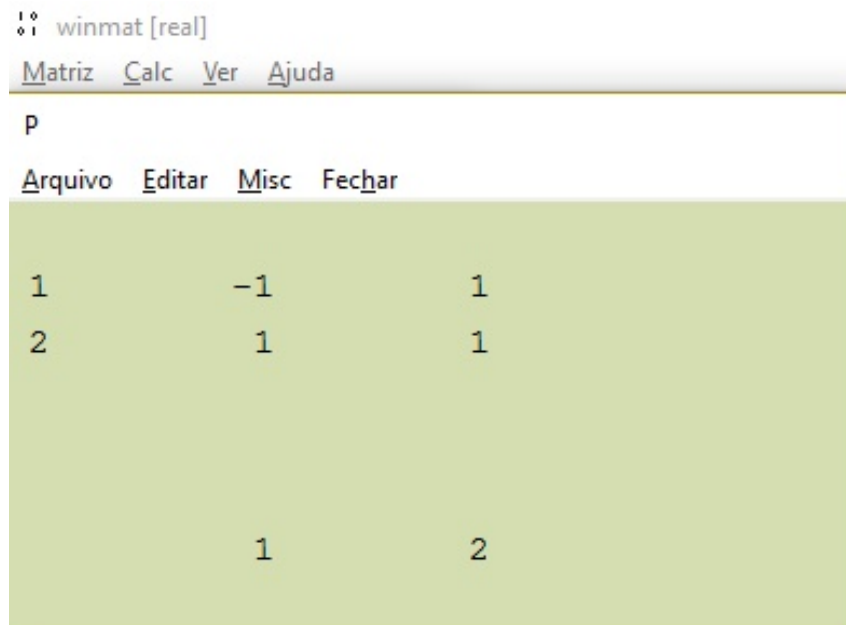 winmat [real]
Matriz Calc Ver Ajuda
p
Arquivo Editar Misc Fechar
1 -1 1
2 1 1
1 2